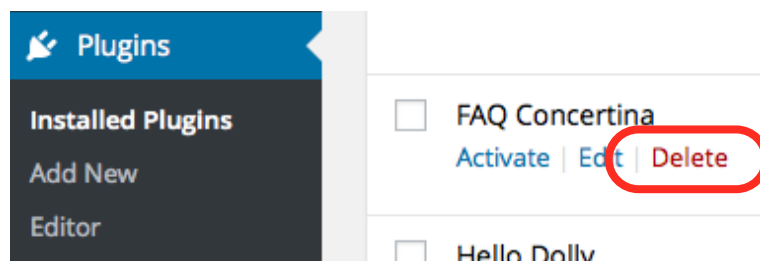 Plugins
Installed Plugins
Add New
Editor
FAQ Concertina
Activate | Edit | Delete
Hello Dolly